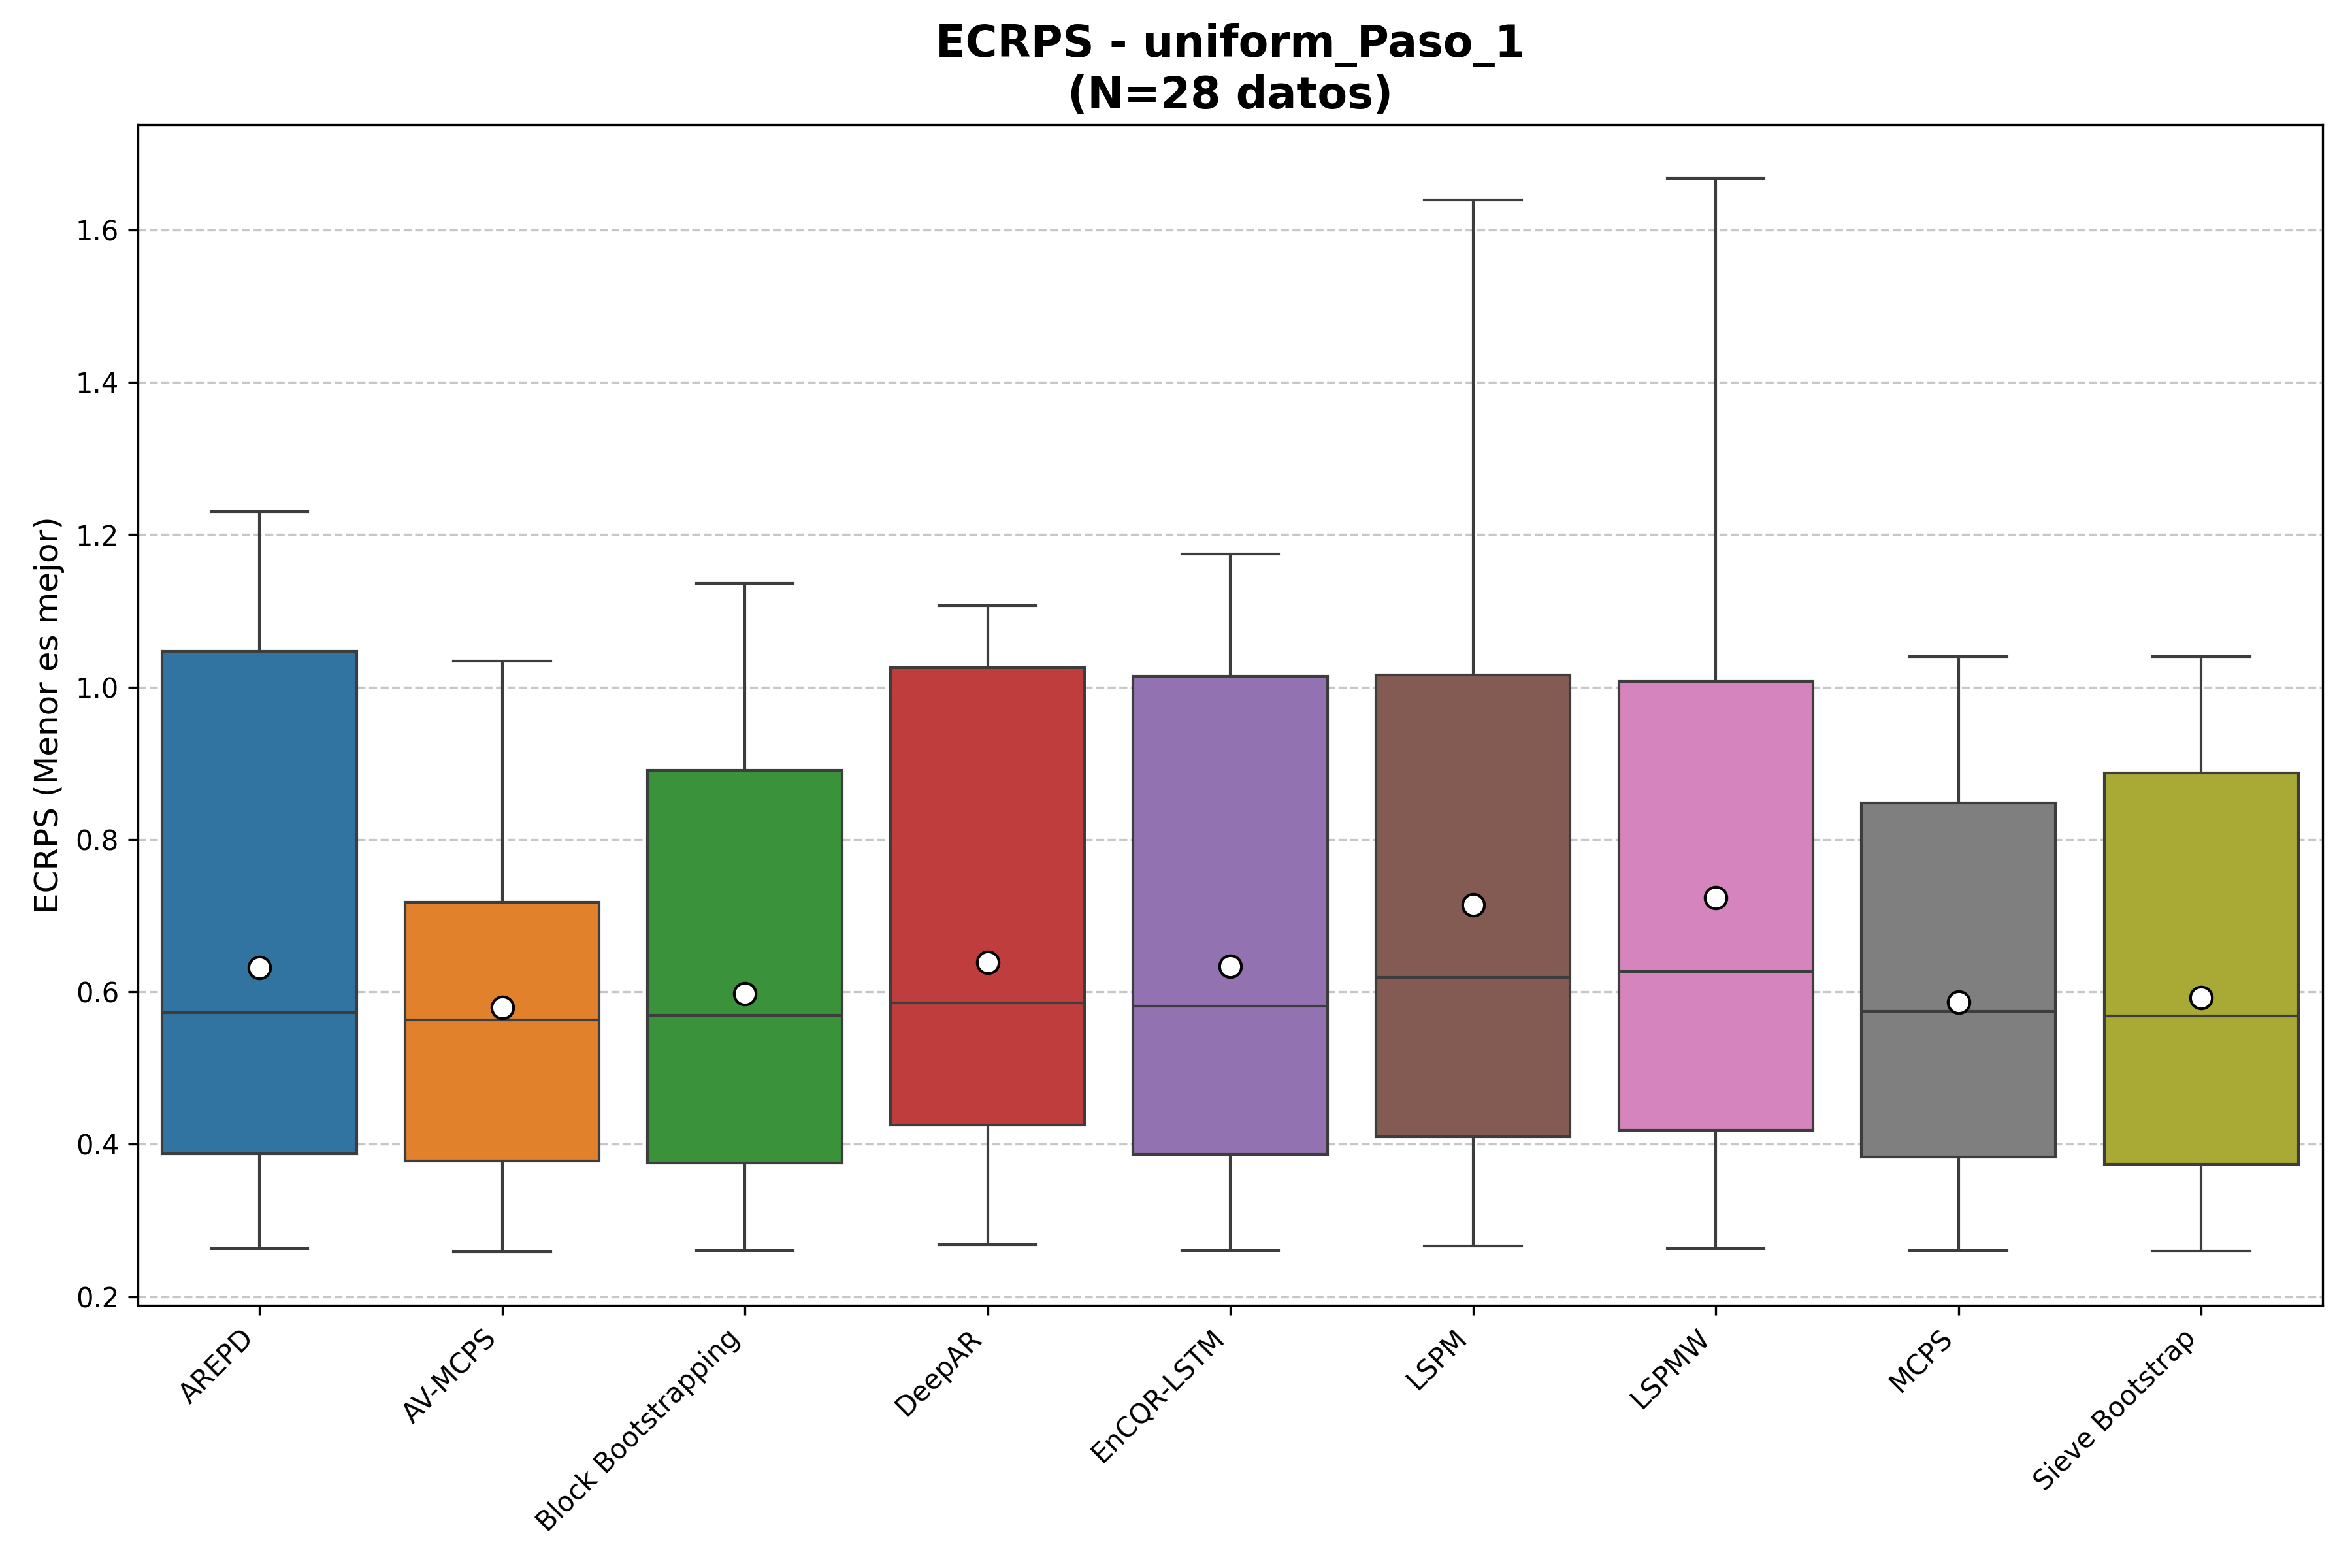 ECRPS - uniform_Paso_1
(N=28 datos)
ECRPS (Menor es mejor)
1.6
1.4
1.2
1.0
0.8
0.6
0.4
0.2
AREPD
AV-MCPS
Block Bootstrapping
DeepAR
EnCQR-LSTM
LSPM
LSPMW
MCPS
Sieve Bootstrap